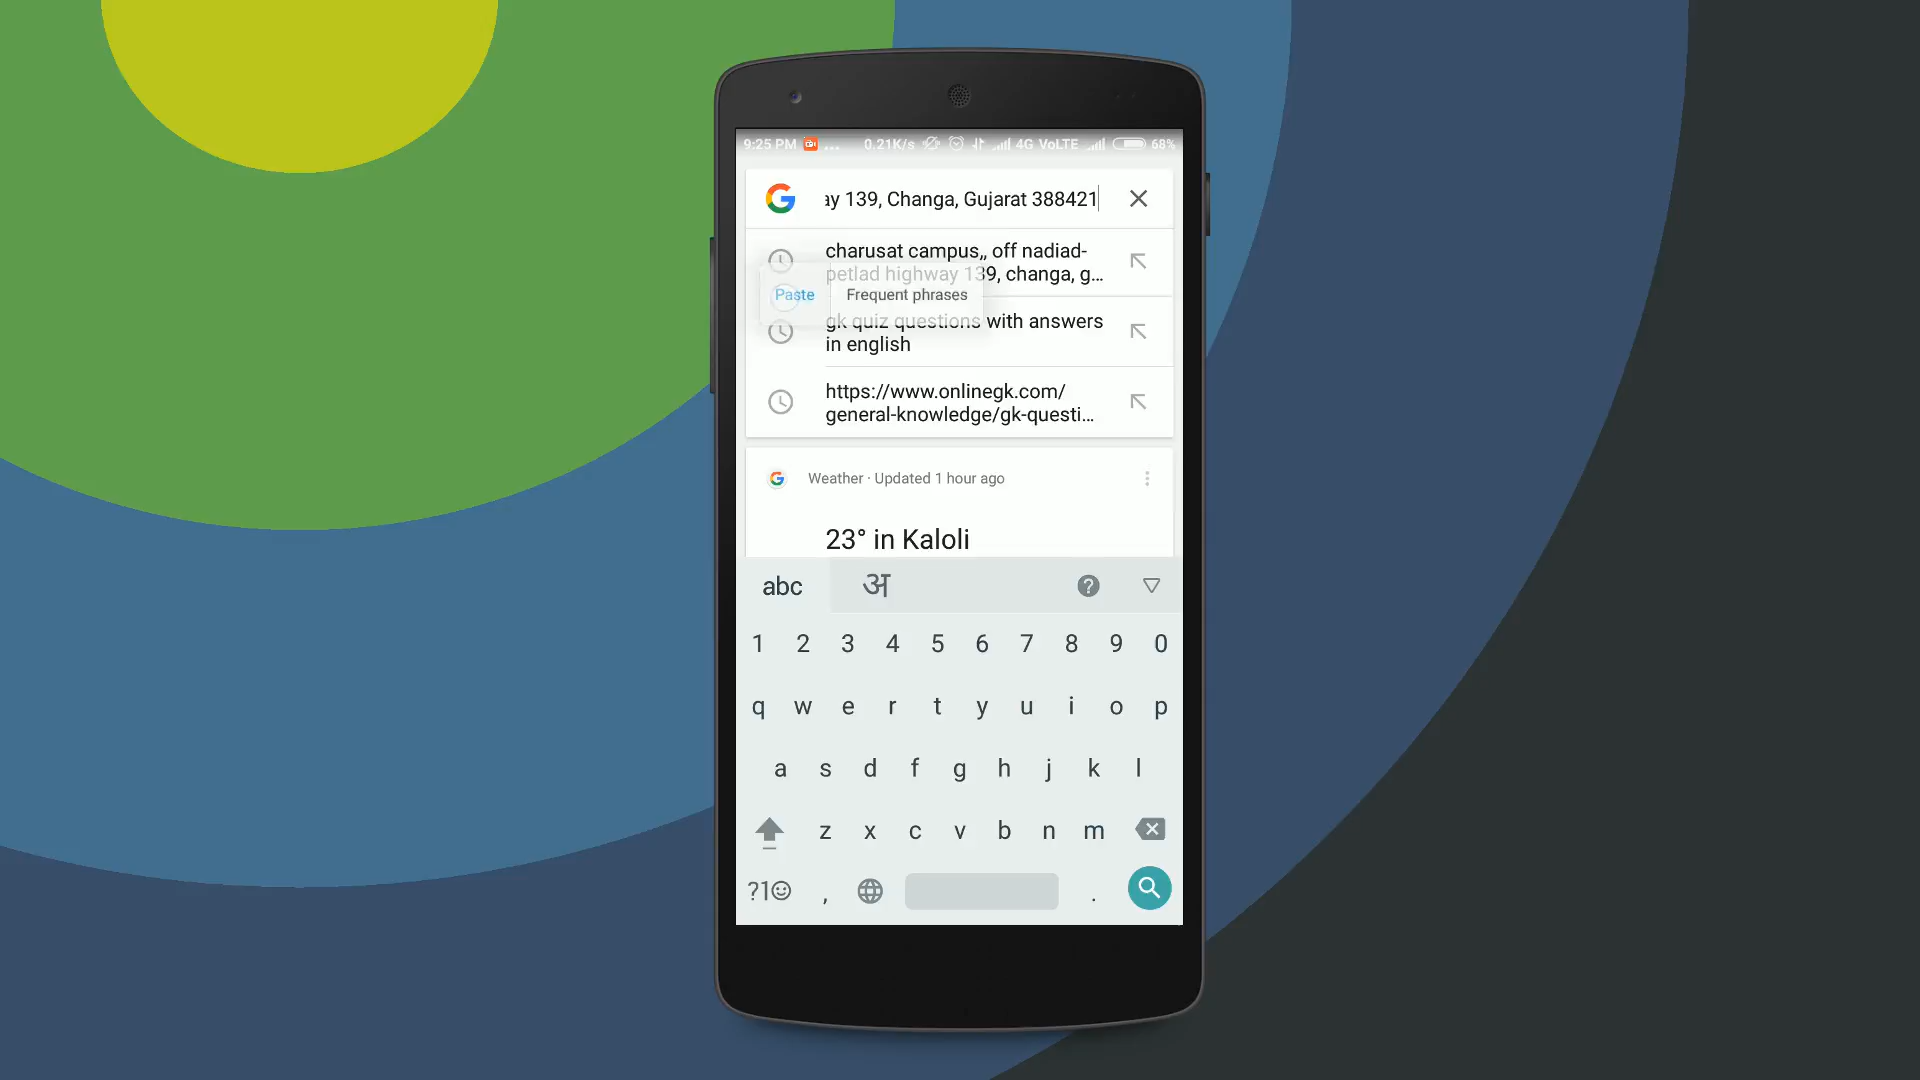 9:25 PM ... 0.21K/s 4G VoLTE 68%
ay 139, Changa, Gujarat 388421
charusat campus,, off nadiad-
petlad highway 139, changa, g...
Paste Frequent phrases
gk quiz questions with answers
in english
https://www.onlinegk.com/
general-knowledge/gk-questi...
Weather · Updated 1 hour ago
23° in Kaloli
abc अ
1 2 3 4 5 6 7 8 9 0
q w e r t y u i o p
a s d f g h j k l
z x c v b n m
?1☺ , .